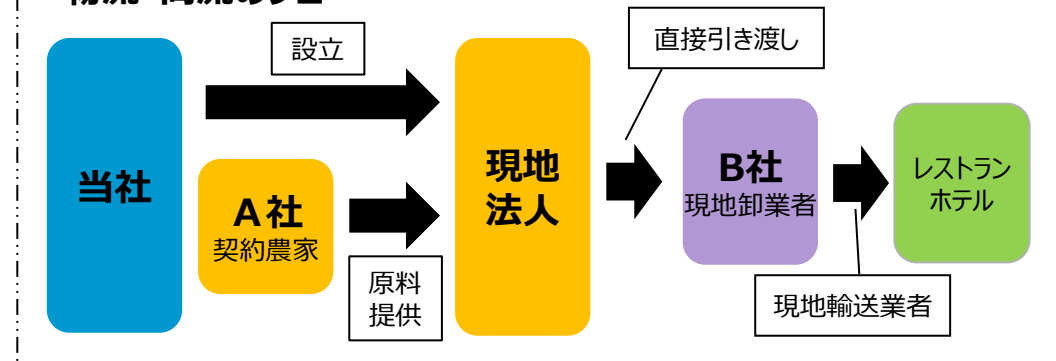 設立
直接引き渡し
当社
A社
契約農家
原料
提供
現地
法人
B社
現地卸業者
レストラン
ホテル
現地輸送業者